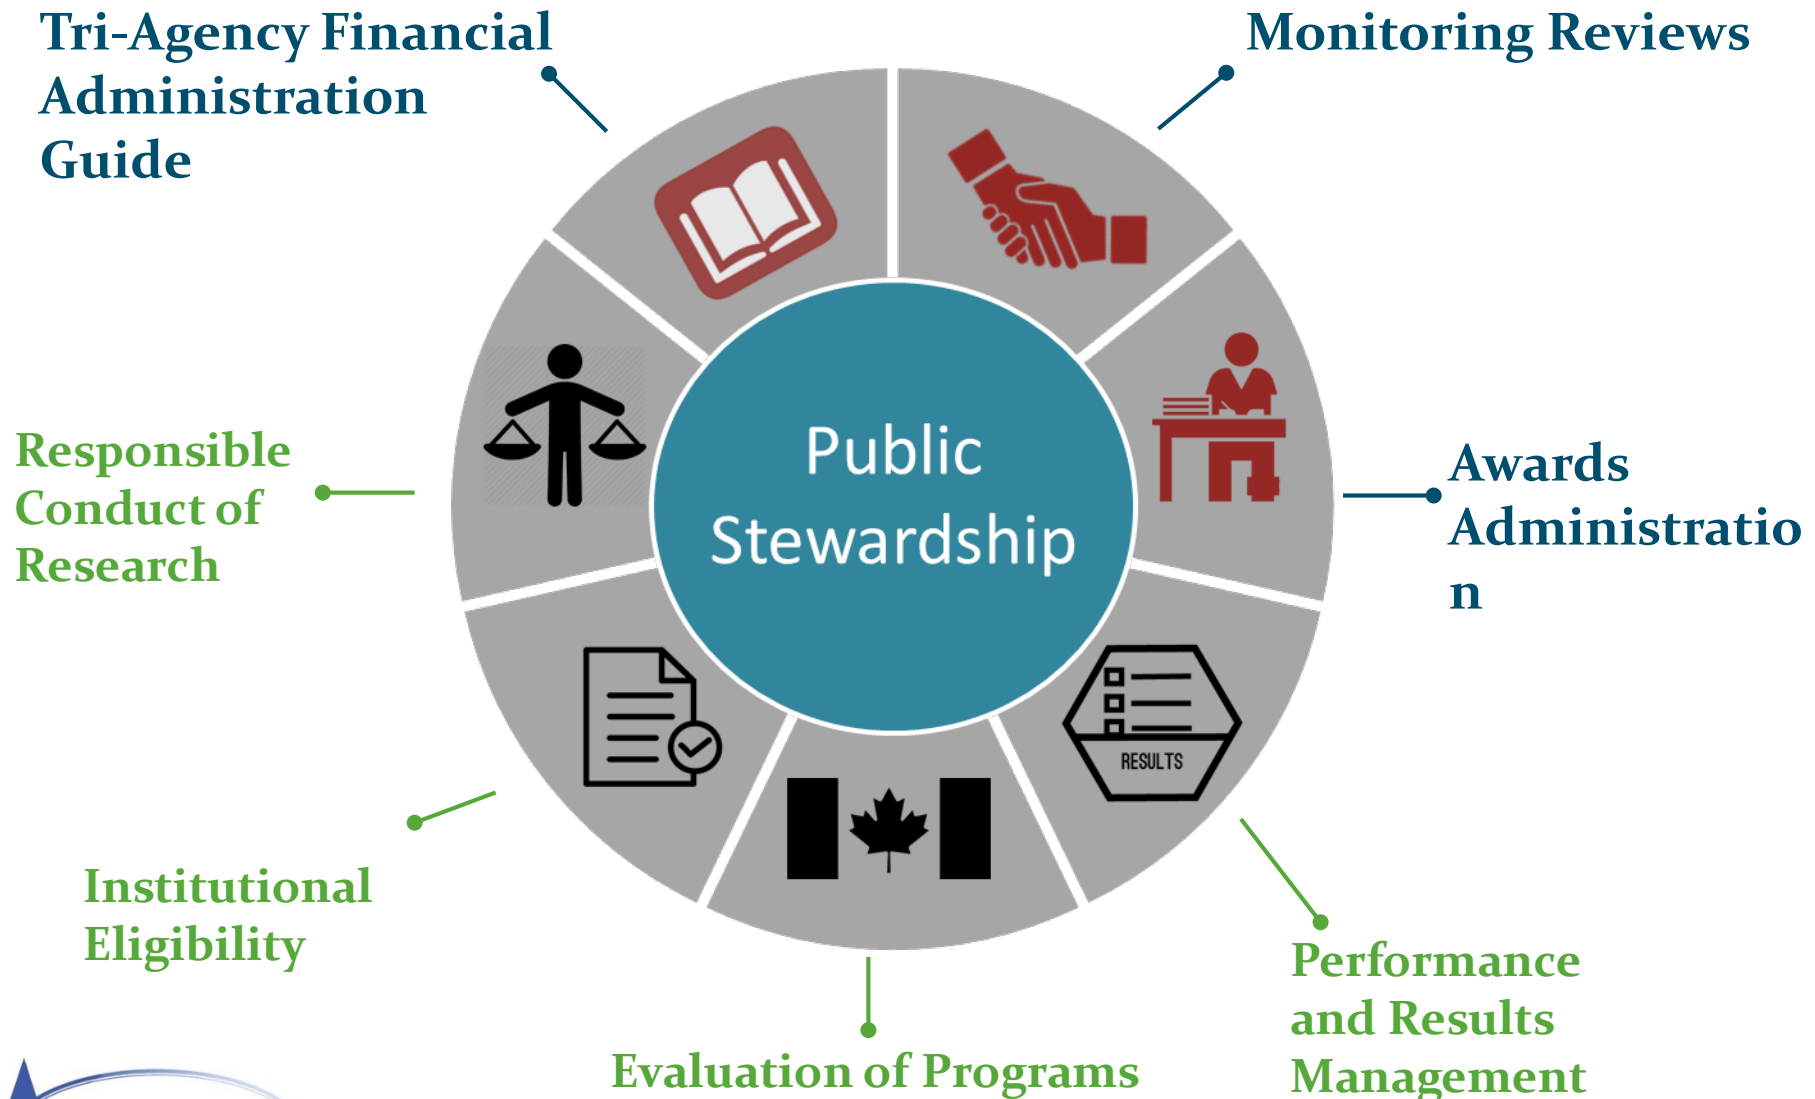 Tri-Agency Financial
Administration
Guide
Monitoring Reviews
Responsible
Conduct of
Research
Public
Stewardship
Awards
Administratio
n
RESULTS
Institutional
Eligibility
Evaluation of Programs
Performance
and Results
Management